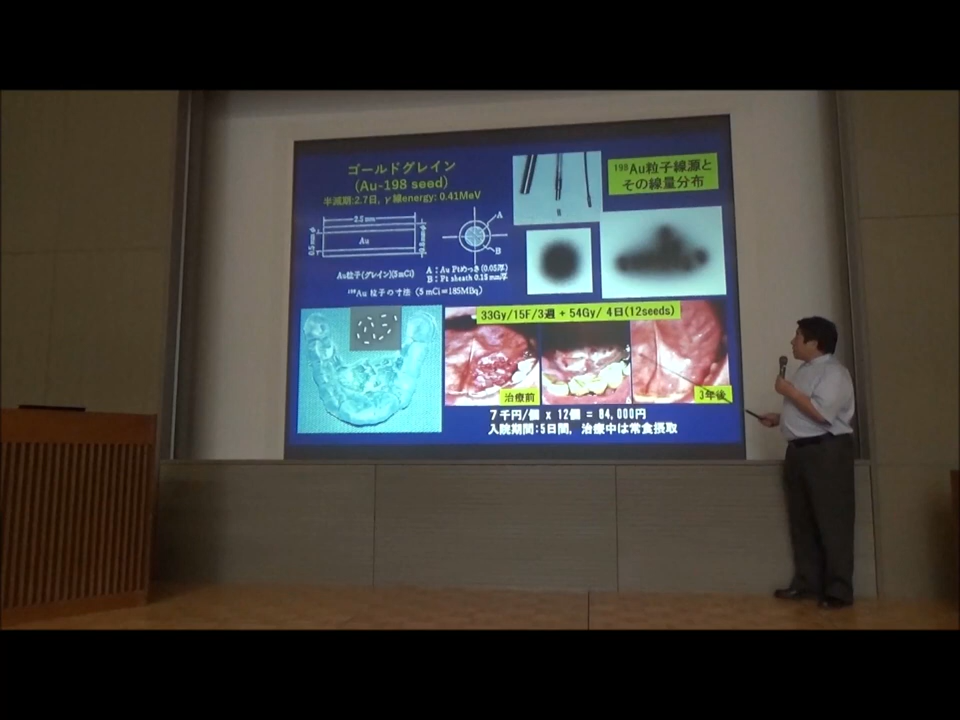 ゴールドグレイン
(Au-198 seed)
半減期:2.7日, γ線energy: 0.41MeV
198Au粒子線源と
その線量分布
2.5 mm
0.5mmφ
Au
A
B
Au粒子(グレイン)(5mCi)
A : Au Ptめっき(0.05厚)
B : Pt sheath 0.15mm厚
198Au 粒子の寸法 (5 mCi=185MBq)
33Gy/15F/3週 + 54Gy/ 4日(12seeds)
治療前
3年後
7千円/個 x 12個 = 84,000円
入院期間:5日間, 治療中は常食摂取